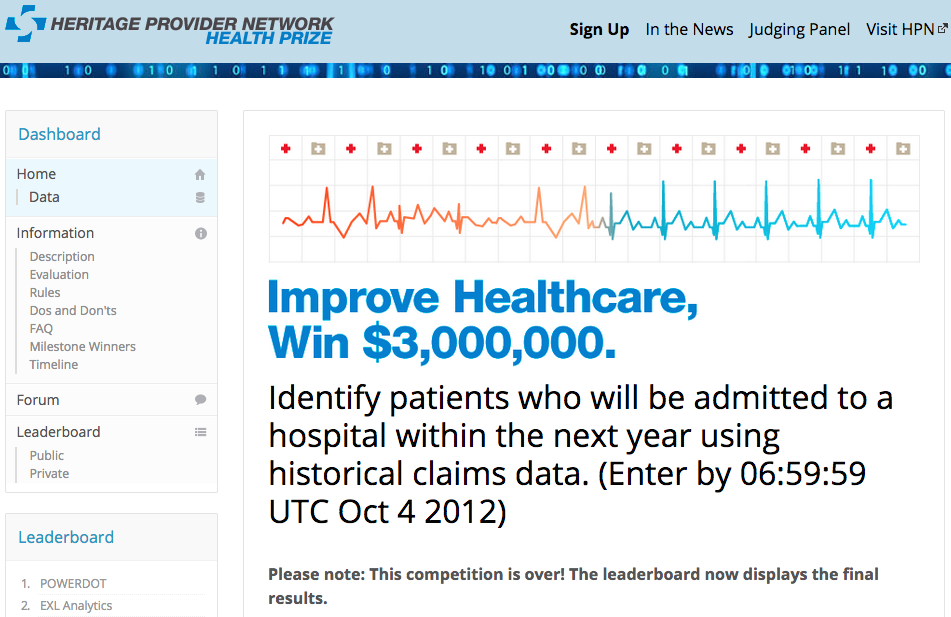 HERITAGE PROVIDER NETWORK
HEALTH PRIZE
Sign Up In the News Judging Panel Visit HPN
Dashboard
Home
Data
Information
Description
Evaluation
Rules
Dos and Don'ts
FAQ
Milestone Winners
Timeline
Forum
Leaderboard
Public
Private
Leaderboard
1. POWERDOT
2. EXL Analytics
Improve Healthcare,
Win $3,000,000.
Identify patients who will be admitted to a
hospital within the next year using
historical claims data. (Enter by 06:59:59
UTC Oct 4 2012)
Please note: This competition is over! The leaderboard now displays the final
results.